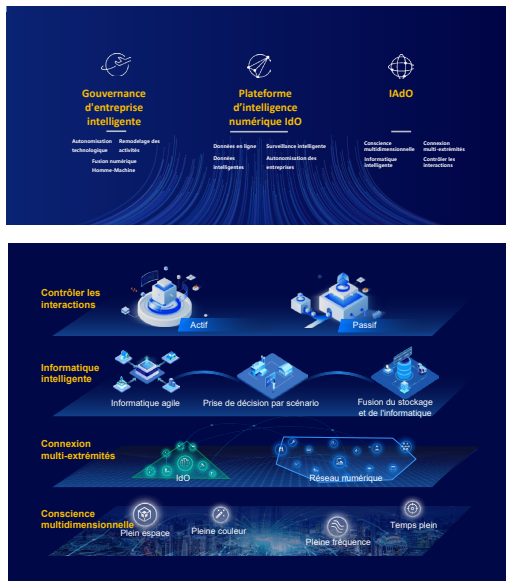 Gouvernance
d'entreprise
intelligente
Autonomisation
technologique
Remodelage des
activités
Fusion numérique
Homme-Machine
Plateforme
d'intelligence
numérique IdO
Données en ligne
Surveillance intelligente
Données
intelligentes
Autonomisation des
entreprises
IAdO
Conscience
multidimensionnelle
Connexion
multi-extrémités
Informatique
intelligente
Contrôler les
interactions
Contrôler les
interactions
Actif
Passif
Informatique
intelligente
Informatique agile
Prise de décision par scénario
Fusion du stockage
et de l'informatique
Connexion
multi-extrémités
IdO
Réseau numérique
Conscience
multidimensionnelle
Plein espace
Pleine couleur
Pleine fréquence
Temps plein